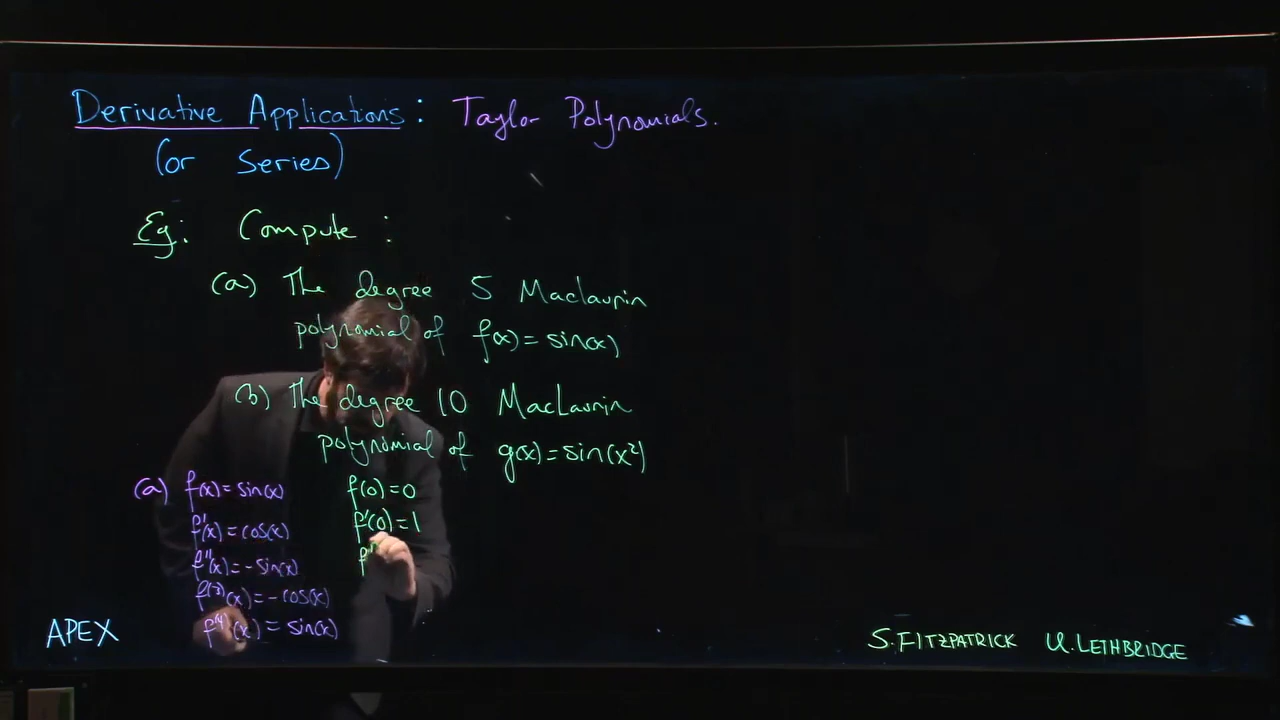 Derivative Applications: Taylor Polynomials.
(or Series)
Eg: Compute:
(a) The degree 5 Maclaurin
polynomial of f(x) = sin(x)
(b) The degree 10 MacLaurin
polynomial of g(x) = sin(x²)
(a) f(x) = sin(x) f(0) = 0
f'(x) = cos(x) f'(0) = 1
f''(x) = -sin(x) f''
f⁽³⁾(x) = -cos(x)
f⁽⁴⁾(x) = sin(x)
APEX
S. FITZPATRICK U. LETHBRIDGE